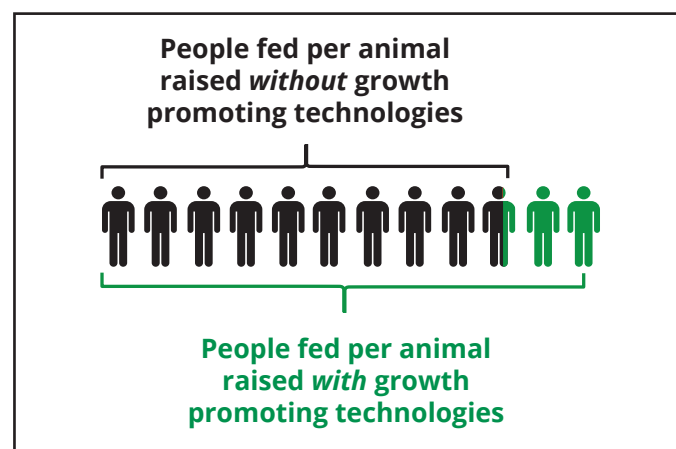 People fed per animal
raised without growth
promoting technologies
People fed per animal
raised with growth
promoting technologies